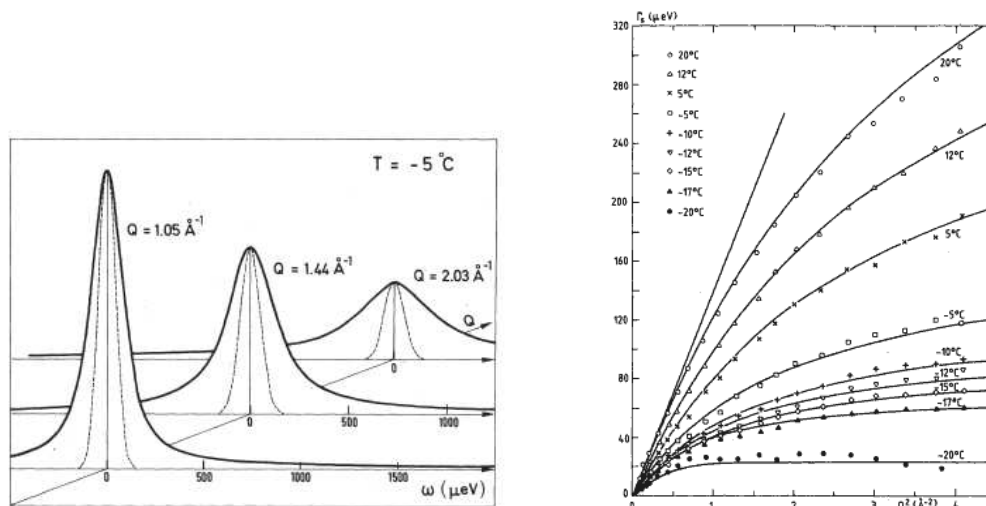 T = -5 °C
Q = 1.05 Å⁻¹
Q = 1.44 Å⁻¹
Q = 2.03 Å⁻¹
Q
0
0 500 1000
0 500 1000 1500
ω (μeV)
Γs (μeV)
320
280
240
200
160
120
80
40
0
20°C
12°C
5°C
-5°C
-10°C
-12°C
-15°C
-17°C
-20°C
20°C
12°C
5°C
-5°C
-10°C
-12°C
-15°C
-17°C
-20°C
0 1 2 3 4